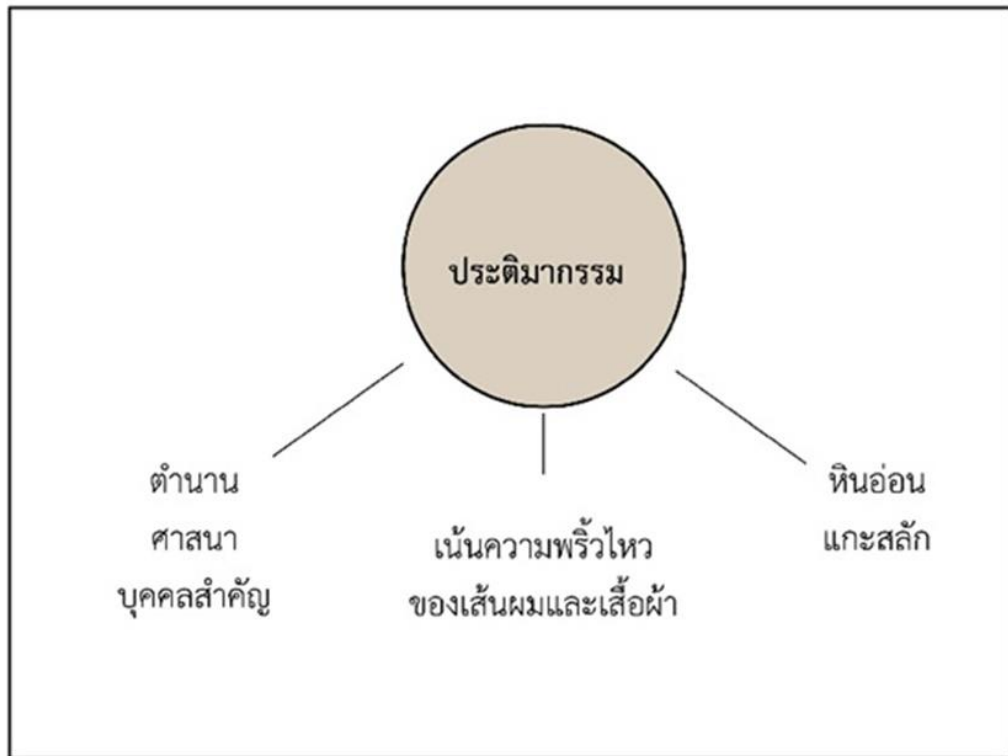 ประติมากรรม
ตำนาน
ศาสนา
บุคคลสำคัญ
เน้นความพริ้วไหว
ของเส้นผมและเสื้อผ้า
หินอ่อน
แกะสลัก